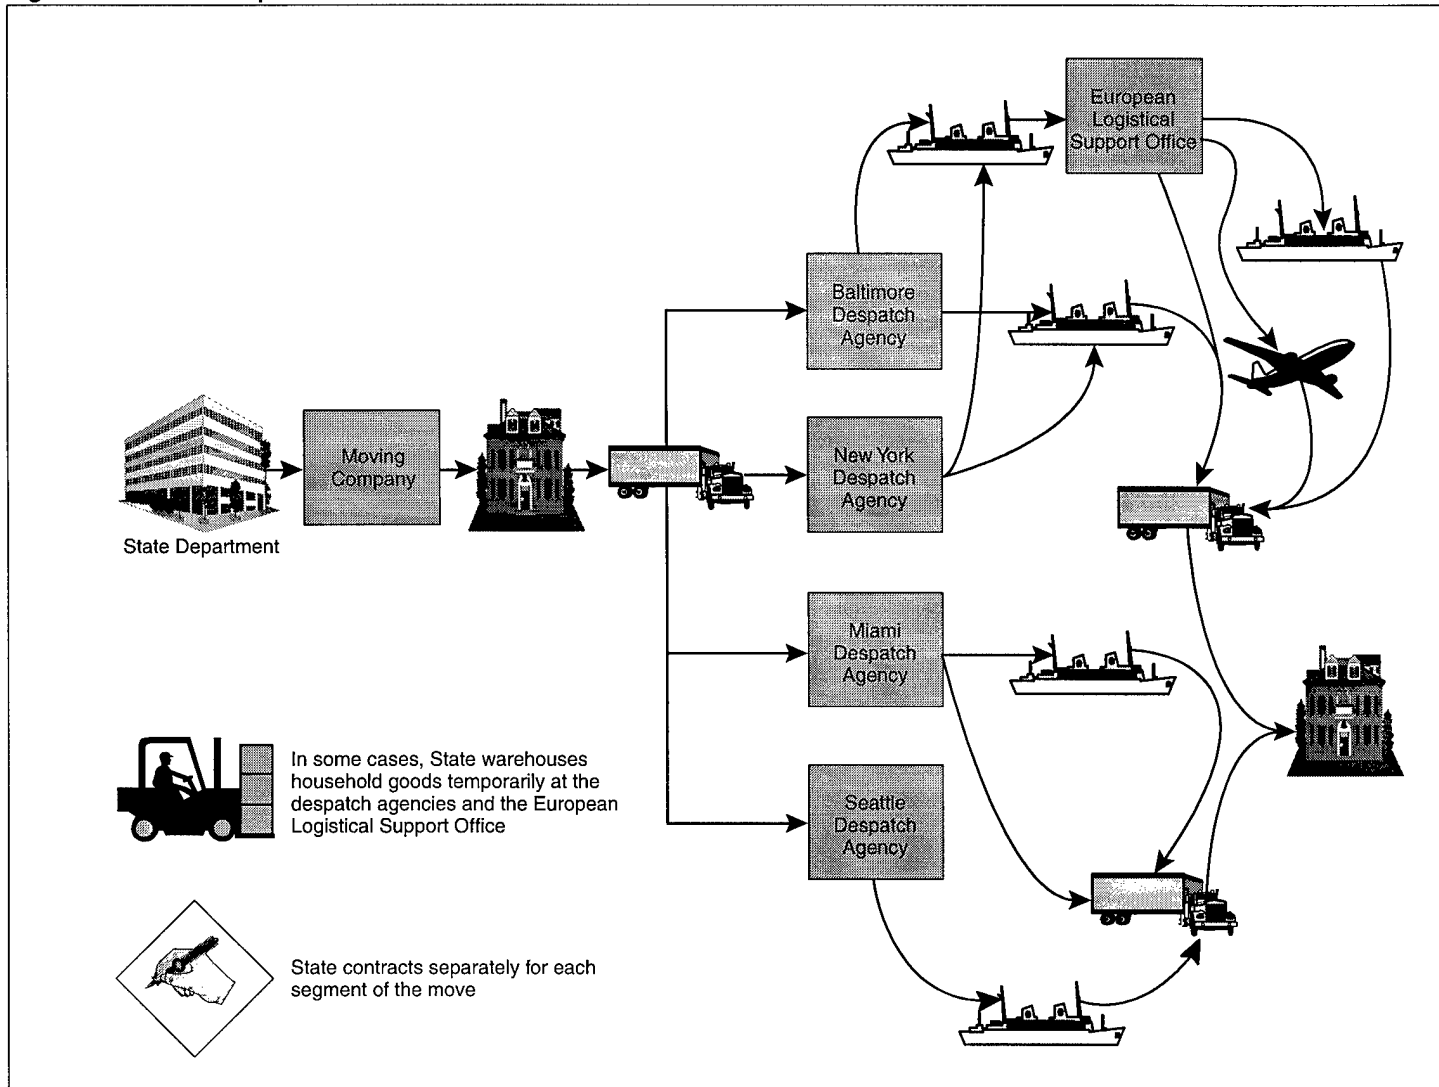 European
Logistical
Support Office
Baltimore
Despatch
Agency
Moving
Company
New York
Despatch
Agency
State Department
Miami
Despatch
Agency
In some cases, State warehouses
household goods temporarily at the
despatch agencies and the European
Logistical Support Office
Seattle
Despatch
Agency
State contracts separately for each
segment of the move